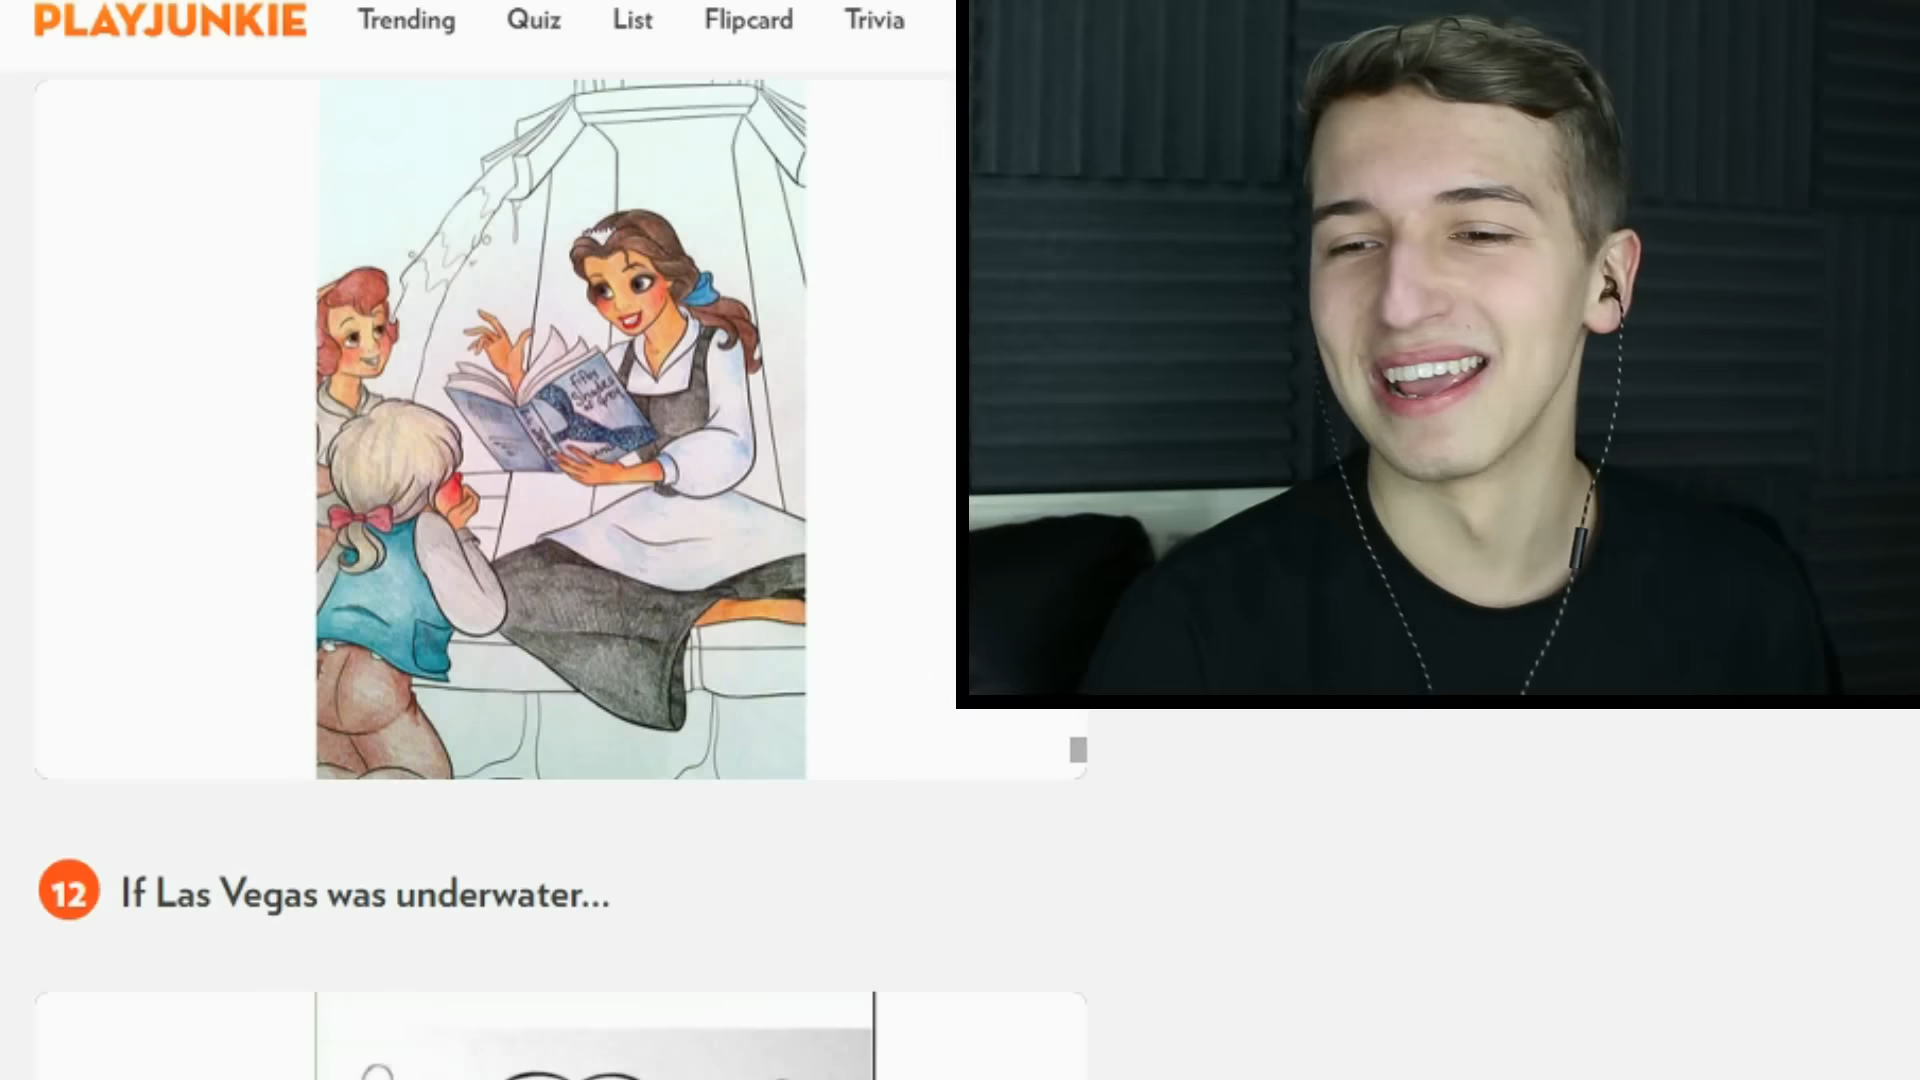 PLAYJUNKIE Trending Quiz List Flipcard Trivia
Fifty
Shades
of Grey
12 If Las Vegas was underwater...